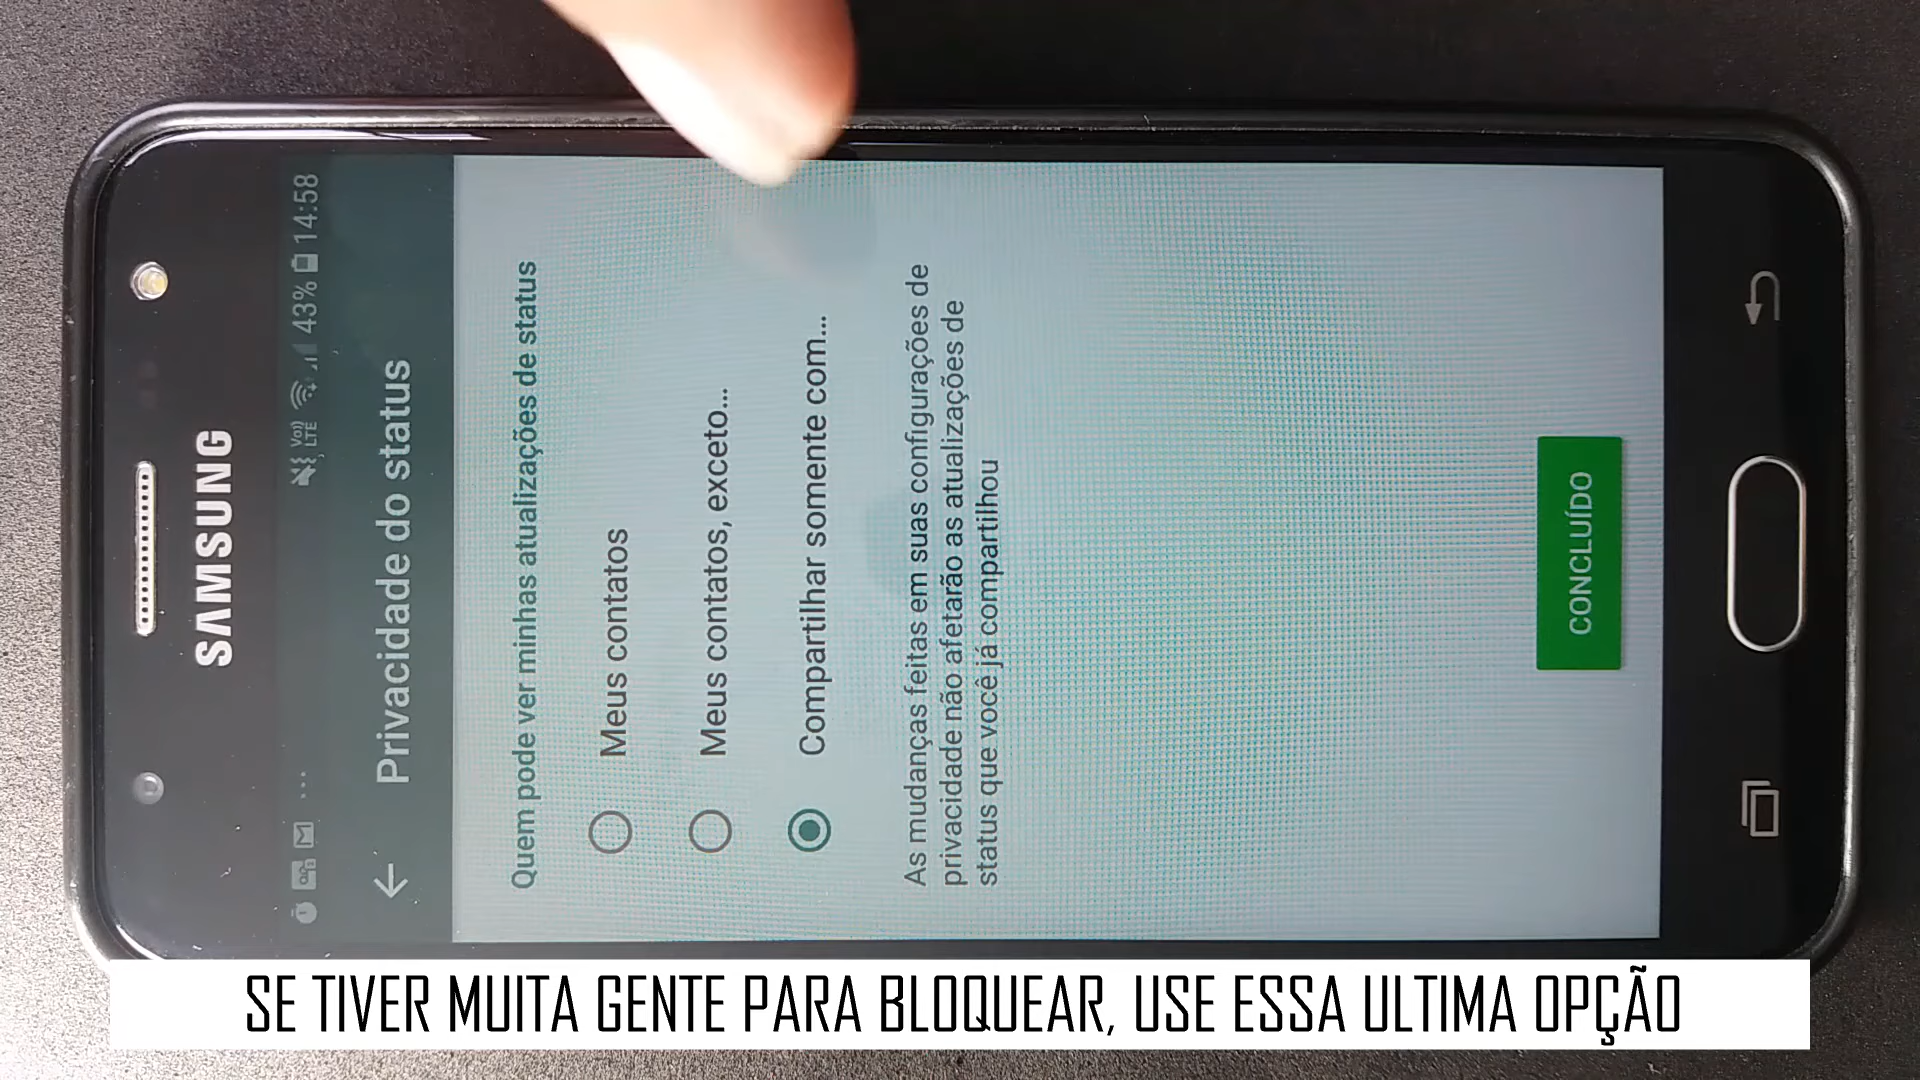 SAMSUNG
43% 14:58
Privacidade do status
Quem pode ver minhas atualizações de status
Meus contatos
Meus contatos, exceto...
Compartilhar somente com...
As mudanças feitas em suas configurações de
privacidade não afetarão as atualizações de
status que você já compartilhou
CONCLUÍDO
SE TIVER MUITA GENTE PARA BLOQUEAR, USE ESSA ULTIMA OPÇÃO